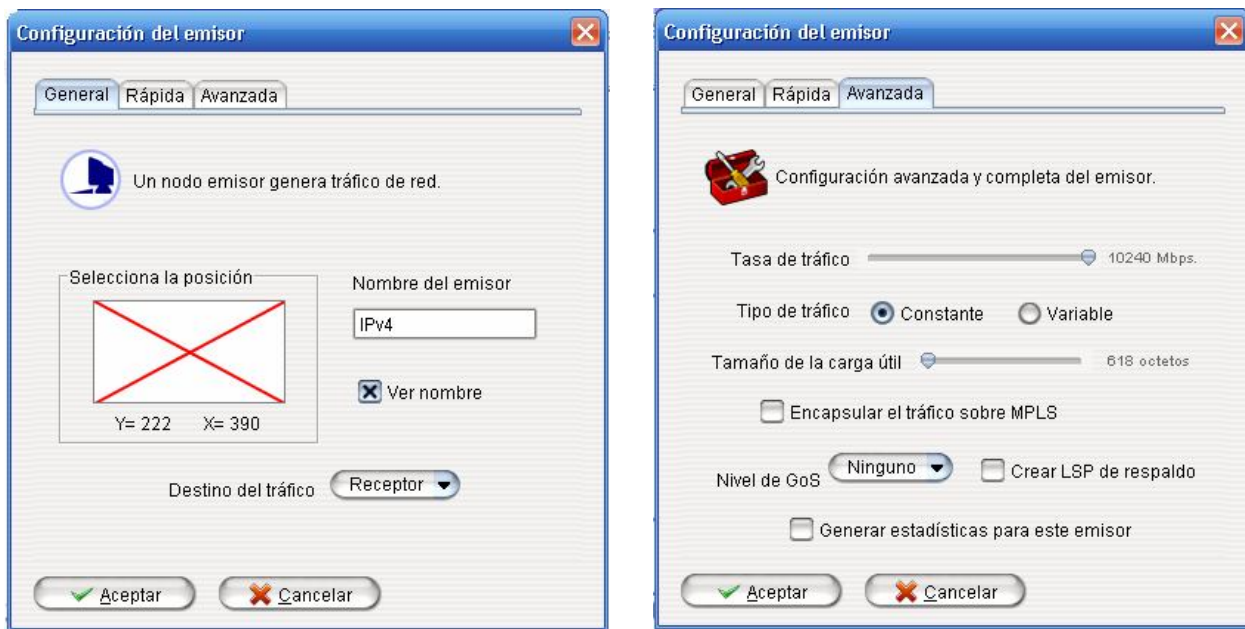 Configuración del emisor
General Rápida Avanzada
Un nodo emisor genera tráfico de red.
Selecciona la posición
Y= 222 X= 390
Nombre del emisor
IPv4
Ver nombre
Destino del tráfico Receptor
Aceptar Cancelar
Configuración del emisor
General Rápida Avanzada
Configuración avanzada y completa del emisor.
Tasa de tráfico 10240 Mbps.
Tipo de tráfico Constante Variable
Tamaño de la carga útil 618 octetos
Encapsular el tráfico sobre MPLS
Nivel de GoS Ninguno Crear LSP de respaldo
Generar estadísticas para este emisor
Aceptar Cancelar